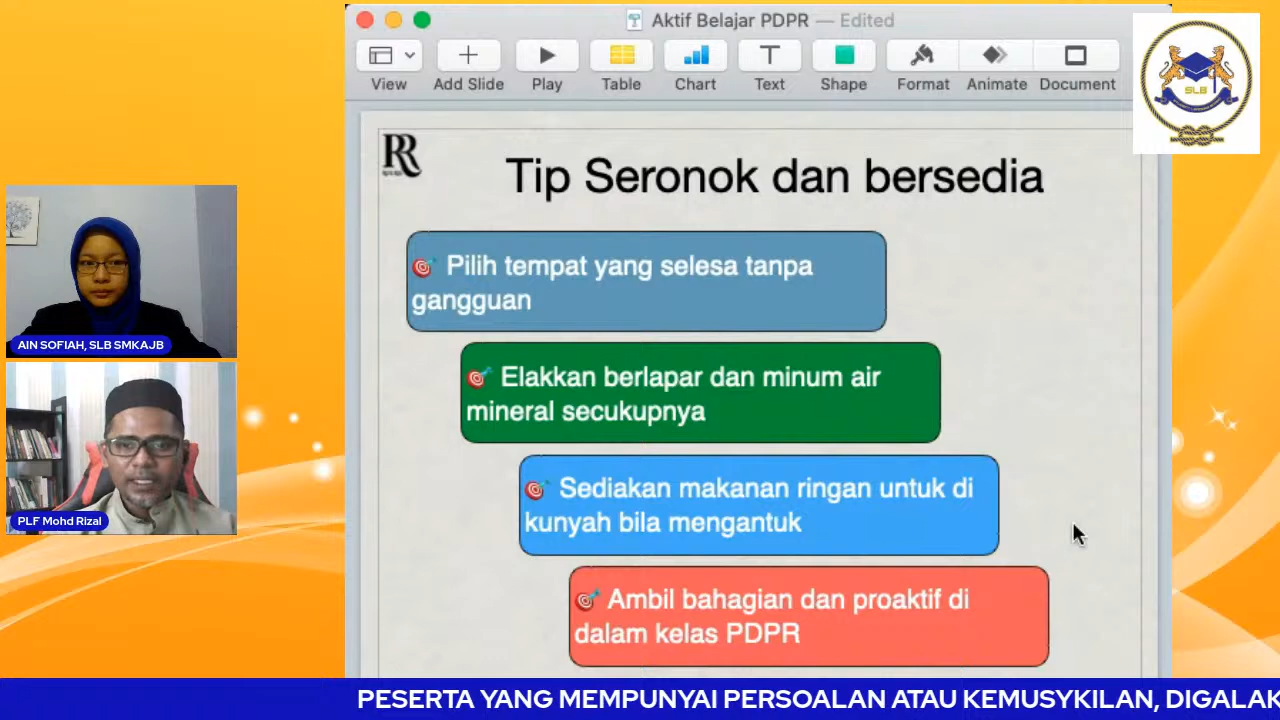 Aktif Belajar PDPR — Edited
View
Add Slide
Play
Table
Chart
Text
Shape
Format
Animate
Document
SLB
RR
Tip Seronok dan bersedia
🎯 Pilih tempat yang selesa tanpa
gangguan
🎯 Elakkan berlapar dan minum air
mineral secukupnya
🎯 Sediakan makanan ringan untuk di
kunyah bila mengantuk
🎯 Ambil bahagian dan proaktif di
dalam kelas PDPR
AIN SOFIAH, SLB SMKAJB
PLF Mohd Rizal
PESERTA YANG MEMPUNYAI PERSOALAN ATAU KEMUSYKILAN, DIGALAK